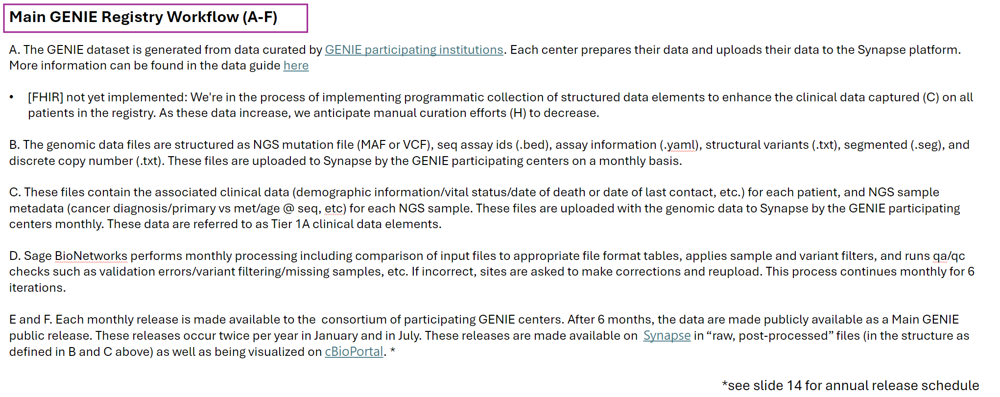 Main GENIE Registry Workflow (A-F)
A. The GENIE dataset is generated from data curated by GENIE participating institutions. Each center prepares their data and uploads their data to the Synapse platform.
More information can be found in the data guide here
• [FHIR] not yet implemented: We're in the process of implementing programmatic collection of structured data elements to enhance the clinical data captured (C) on all
patients in the registry. As these data increase, we anticipate manual curation efforts (H) to decrease.
B. The genomic data files are structured as NGS mutation file (MAF or VCF), seq assay ids (.bed), assay information (.yaml), structural variants (.txt), segmented (.seg), and
discrete copy number (.txt). These files are uploaded to Synapse by the GENIE participating centers on a monthly basis.
C. These files contain the associated clinical data (demographic information/vital status/date of death or date of last contact, etc.) for each patient, and NGS sample
metadata (cancer diagnosis/primary vs met/age @ seq, etc) for each NGS sample. These files are uploaded with the genomic data to Synapse by the GENIE participating
centers monthly. These data are referred to as Tier 1A clinical data elements.
D. Sage BioNetworks performs monthly processing including comparison of input files to appropriate file format tables, applies sample and variant filters, and runs qa/qc
checks such as validation errors/variant filtering/missing samples, etc. If incorrect, sites are asked to make corrections and reupload. This process continues monthly for 6
iterations.
E and F. Each monthly release is made available to the  consortium of participating GENIE centers. After 6 months, the data are made publicly available as a Main GENIE
public release. These releases occur twice per year in January and in July. These releases are made available on  Synapse in “raw, post-processed” files (in the structure as
defined in B and C above) as well as being visualized on cBioPortal. *
*see slide 14 for annual release schedule